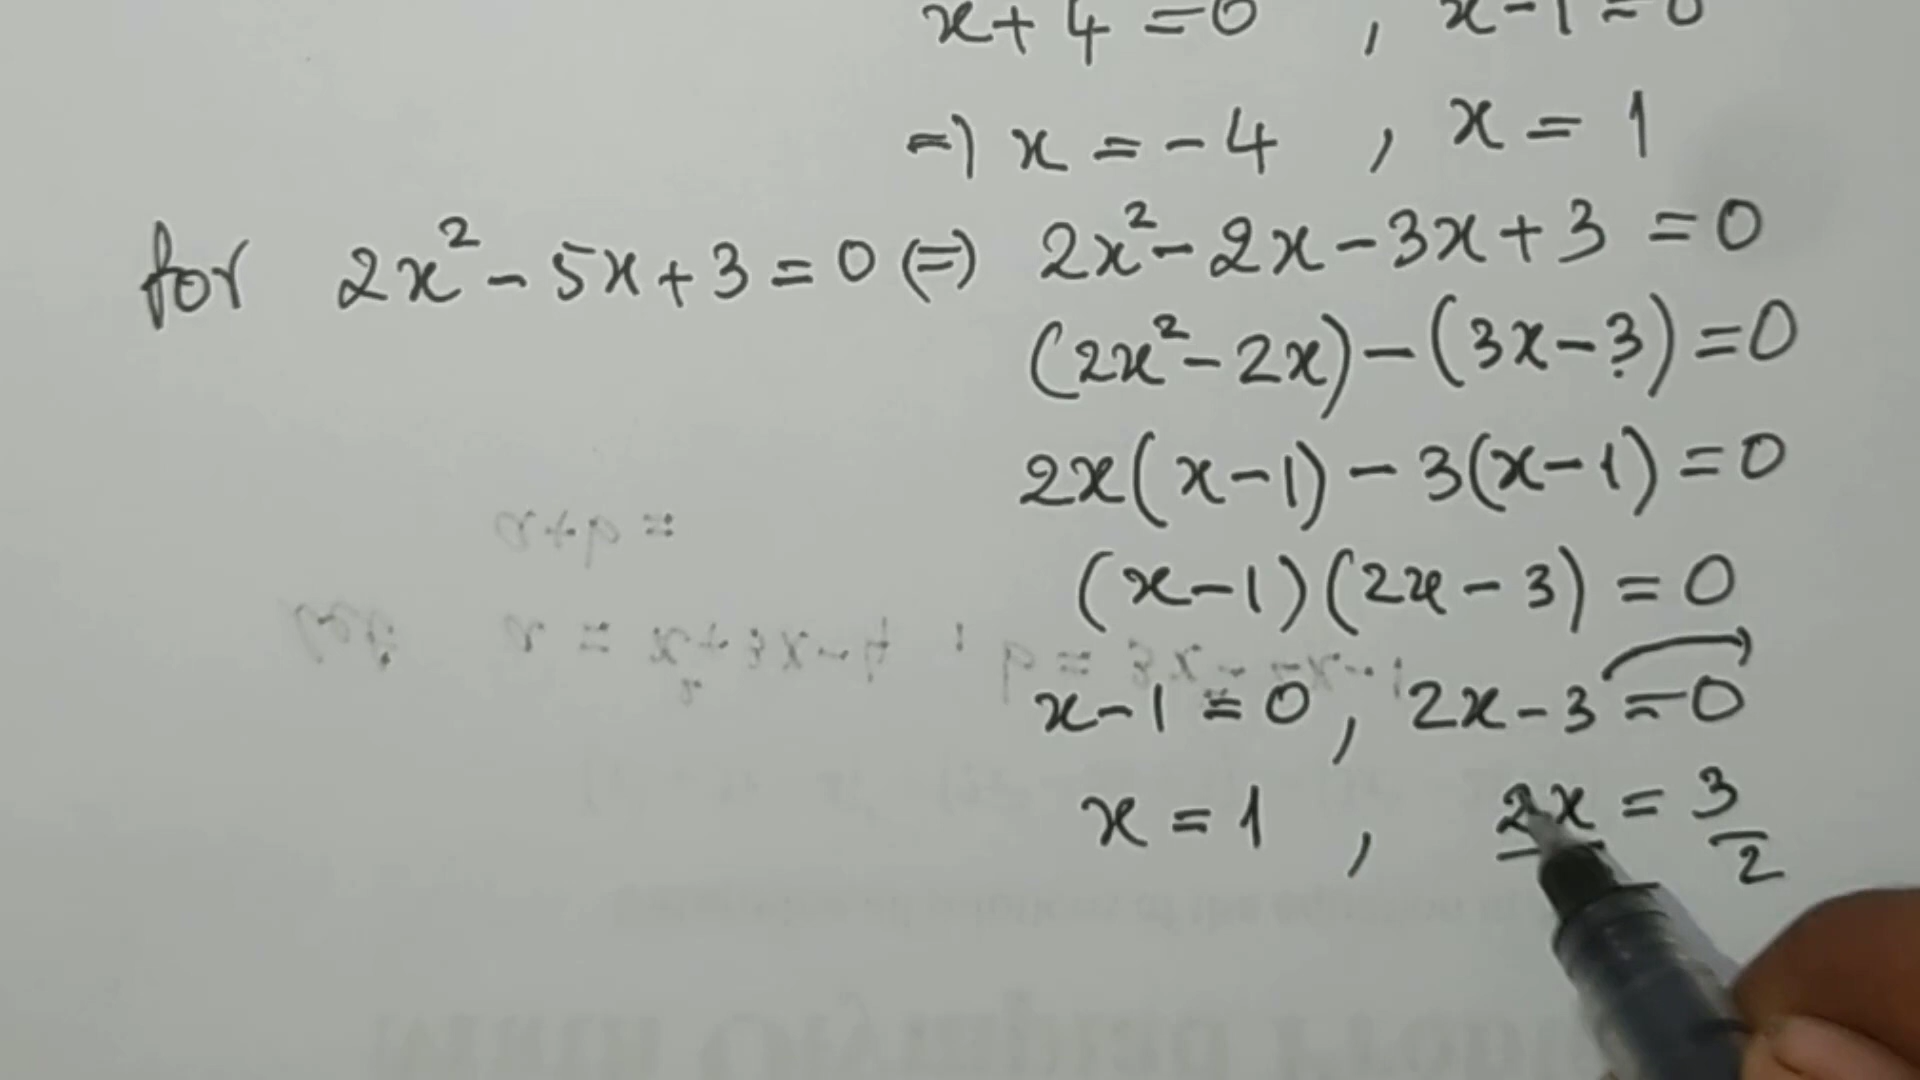 x+4=0 , x-1=0
=) x=-4 , x=1
for 2x²-5x+3=0 (=) 2x²-2x-3x+3=0
(2x²-2x)-(3x-3)=0
2x(x-1)-3(x-1)=0
(x-1)(2x-3)=0
x-1=0, 2x-3=0
x=1 , 2x=3/2